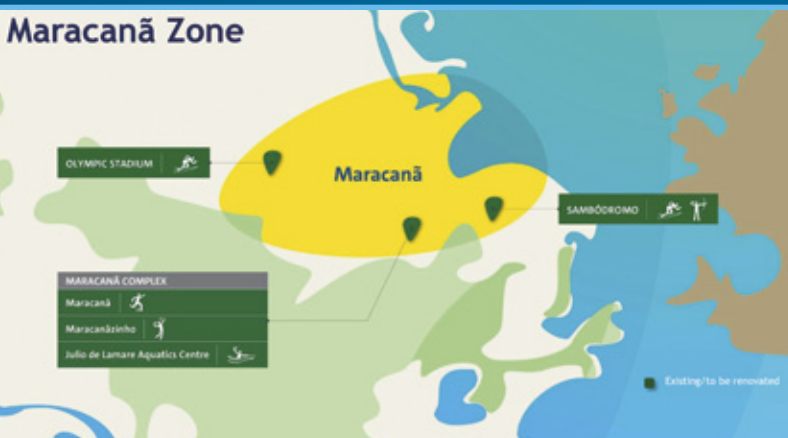 Maracanã Zone
OLYMPIC STADIUM
Maracanã
SAMBÓDROMO
MARACANÃ COMPLEX
Maracanã
Maracanãzinho
Julio de Lamare Aquatics Centre
Existing/to be renovated